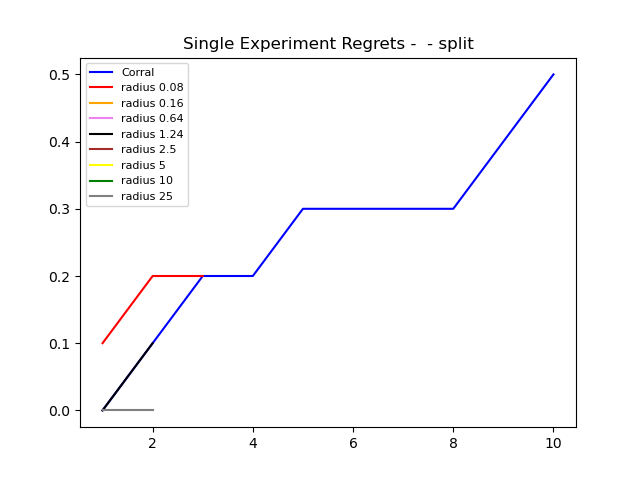 Single Experiment Regrets -  - split
0.5
0.4
0.3
0.2
0.1
0.0
Corral
radius 0.08
radius 0.16
radius 0.64
radius 1.24
radius 2.5
radius 5
radius 10
radius 25
2 4 6 8 10